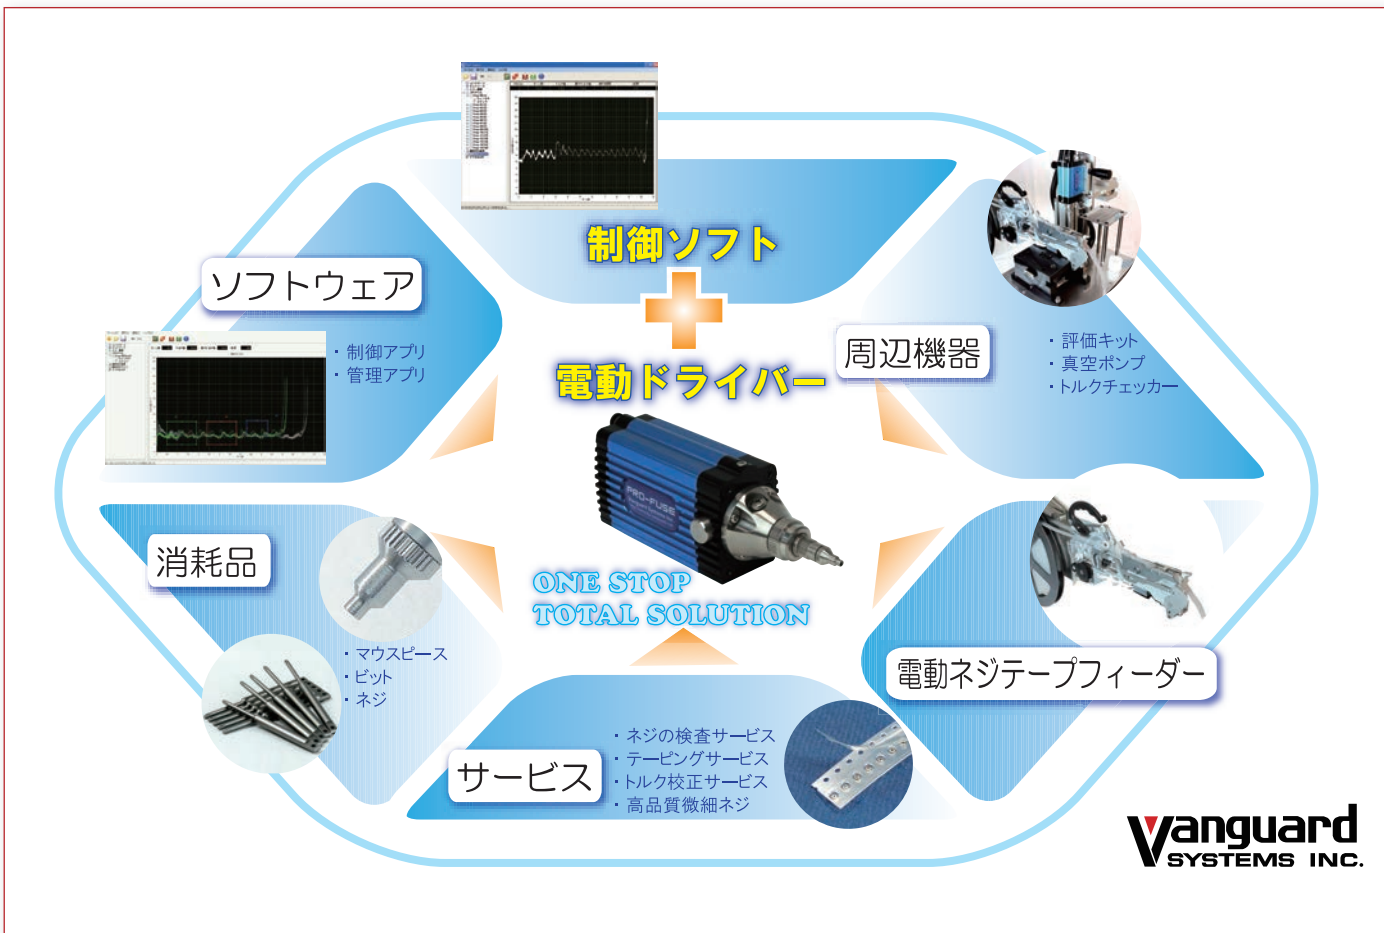 制御ソフト
電動ドライバー
ソフトウェア
・制御アプリ
・管理アプリ
周辺機器
・評価キット
・真空ポンプ
・トルクチェッカー
PRO-FUSE
ONE STOP
TOTAL SOLUTION
消耗品
・マウスピース
・ビット
・ネジ
電動ネジテープフィーダー
サービス
・ネジの検査サービス
・テーピングサービス
・トルク校正サービス
・高品質微細ネジ
Vanguard
SYSTEMS INC.